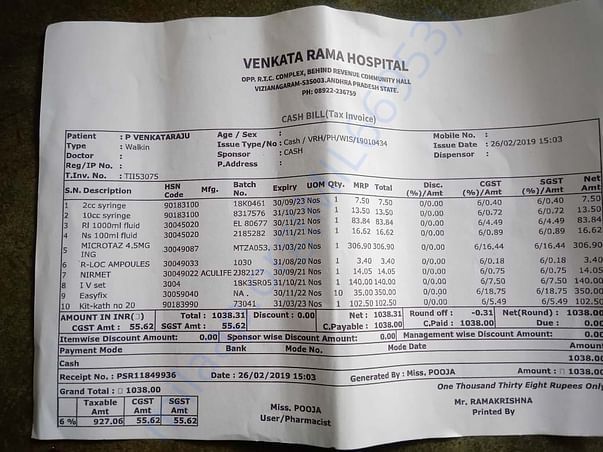 VENKATA RAMA HOSPITAL
OPP. R.T.C. COMPLEX, BEHIND REVENUE COMMUNITY HALL
VIZIANAGARAM-535003.ANDHRA PRADESH STATE.
PH: 08922-236759
CASH BILL(Tax Invoice)
Patient : P VENKATARAJU Age / Sex : Mobile No. :
Type : Walkin Issue Type/No : Cash / VRH/PH/WIS/19010434 Issue Date : 26/02/2019 15:03
Doctor : Sponsor : CASH Dispensor :
Reg/IP No. : P.Address :
T.Inv. No. : TII53075
S.N. Description HSN Code Mfg. Batch No. Expiry UOM Qty. MRP Total Disc. (%)/Amt CGST (%)/Amt SGST (%)/Amt Net Amt
1 2cc syringe 90183100 18K0461 30/09/23 Nos 1 7.50 7.50 0/0.00 6/0.40 6/0.40 7.50
2 10cc syringe 90183100 8317576 31/10/23 Nos 1 13.50 13.50 0/0.00 6/0.72 6/0.72 13.50
3 Rl 1000ml fluid 30045020 EL 80677 30/11/21 Nos 1 83.84 83.84 0/0.00 6/4.49 6/4.49 83.84
4 Ns 100ml fluid 30045020 2185282 30/11/21 Nos 1 16.62 16.62 0/0.00 6/0.89 6/0.89 16.62
5 MICROTAZ 4,5MG ING 30049087 MTZA053, 31/03/20 Nos 1 306.90 306.90 0/0.00 6/16.44 6/16.44 306.90
6 R-LOC AMPOULES 30049033 1030 31/08/20 Nos 1 3.40 3.40 0/0.00 6/0.18 6/0.18 3.40
7 NIRMET 30049022 ACULIFE 2J82127 30/09/21 Nos 1 14.05 14.05 0/0.00 6/0.75 6/0.75 14.05
8 I V set 3004 18K35R05 31/10/21 Nos 1 140.00 140.00 0/0.00 6/7.50 6/7.50 140.00
9 Easyfix 30059040 NA . 30/11/22 Nos 10 35.00 350.00 0/0.00 6/18.75 6/18.75 350.00
10 Kit-kath no 20 90183990 73041 31/03/23 Nos 1 102.50 102.50 0/0.00 6/5.49 6/5.49 102.50
AMOUNT IN INR( ) Total : 1038.31 Discount : 0.00 Net : 1038.31 Round off : -0.31 Net(Round) : 1038.00
CGST Amt : 55.62 SGST Amt : 55.62 C.Payable : 1038.00 C.Paid : 1038.00 Due : 0.00
Itemwise Discount Amount: 0.00 Sponsor wise Discount Amount: 0.00 Management wise Discount Amount: 0.00
Payment Mode Bank Mode No. Mode Date Amount
Cash 1038.00
Receipt No. : PSR11849936 Date : 26/02/2019 15:03 Generated By : Miss. POOJA Amount : 1038.00
Grand Total : 1038.00 One Thousand Thirty Eight Rupees Only
Taxable Amt CGST Amt SGST Amt
6 % 927.06 55.62 55.62
Miss. POOJA
User/Pharmacist
Mr. RAMAKRISHNA
Printed By